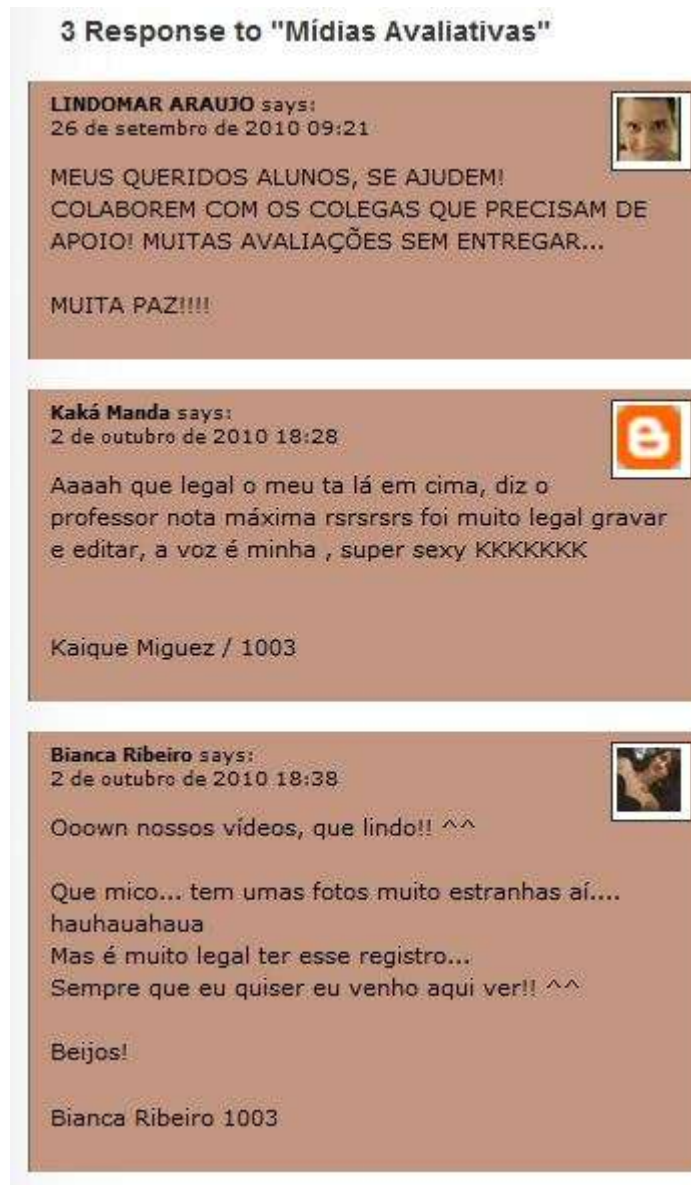 3 Response to "Mídias Avaliativas"
LINDOMAR ARAUJO says:
26 de setembro de 2010 09:21
MEUS QUERIDOS ALUNOS, SE AJUDEM!
COLABOREM COM OS COLEGAS QUE PRECISAM DE
APOIO! MUITAS AVALIAÇÕES SEM ENTREGAR...
MUITA PAZ!!!!
Kaká Manda says:
2 de outubro de 2010 18:28
Aaaah que legal o meu ta lá em cima, diz o
professor nota máxima rsrsrsrs foi muito legal gravar
e editar, a voz é minha , super sexy KKKKKKK
Kaique Miguez / 1003
Bianca Ribeiro says:
2 de outubro de 2010 18:38
Ooown nossos vídeos, que lindo!! ^^
Que mico... tem umas fotos muito estranhas aí....
hauhauahaua
Mas é muito legal ter esse registro...
Sempre que eu quiser eu venho aqui ver!! ^^
Beijos!
Bianca Ribeiro 1003